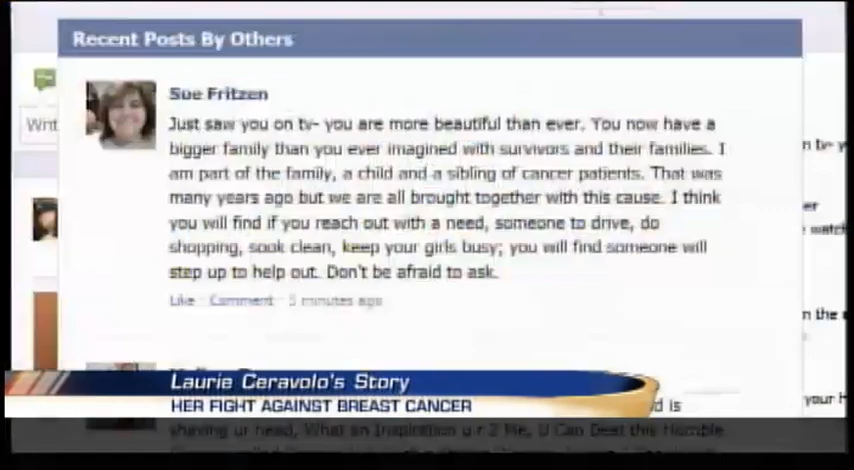 Recent Posts By Others
Sue Fritzen
Writ
Just saw you on tv- you are more beautiful than ever. You now have a
bigger family than you ever imagined with survivors and their families. I
am part of the family, a child and a sibling of cancer patients. That was
many years ago but we are all brought together with this cause. I think
you will find if you reach out with a need, someone to drive, do
shopping, sook clean, keep your girls busy; you will find someone will
step up to help out. Don't be afraid to ask.
Like Comment 5 minutes ago
Laurie Ceravolo's Story
HER FIGHT AGAINST BREAST CANCER
d is
your h
shaving ur head, What an Inspiration u r 2 Me, U Can Beat this Horrible